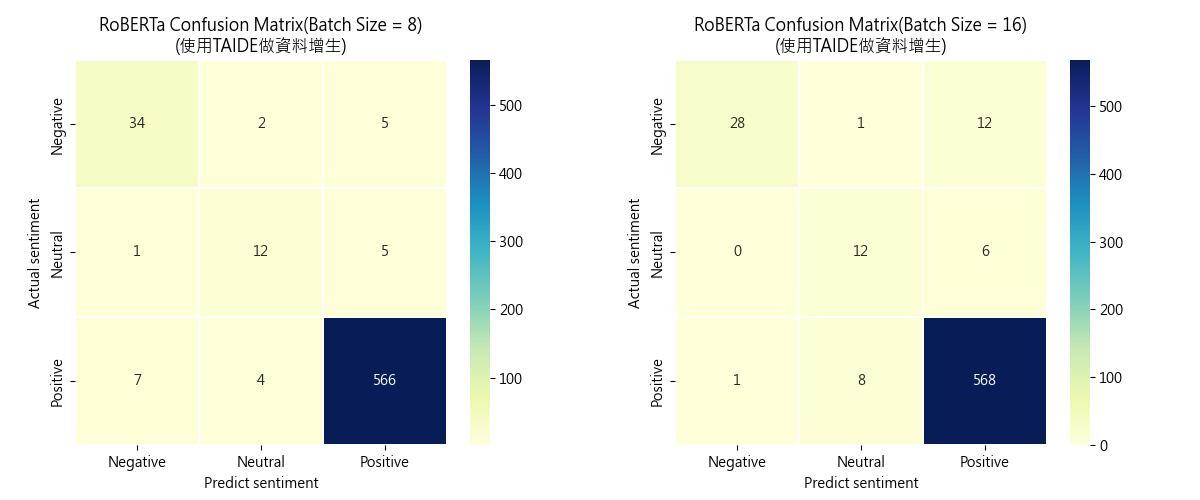 RoBERTa Confusion Matrix(Batch Size = 8)
(使用TAIDE做資料增生)
Negative
34
2
5
Neutral
1
12
5
Positive
7
4
566
Negative
Neutral
Positive
Predict sentiment
Actual sentiment
500
400
300
200
100
RoBERTa Confusion Matrix(Batch Size = 16)
(使用TAIDE做資料增生)
Negative
28
1
12
Neutral
0
12
6
Positive
1
8
568
Negative
Neutral
Positive
Predict sentiment
Actual sentiment
500
400
300
200
100
0